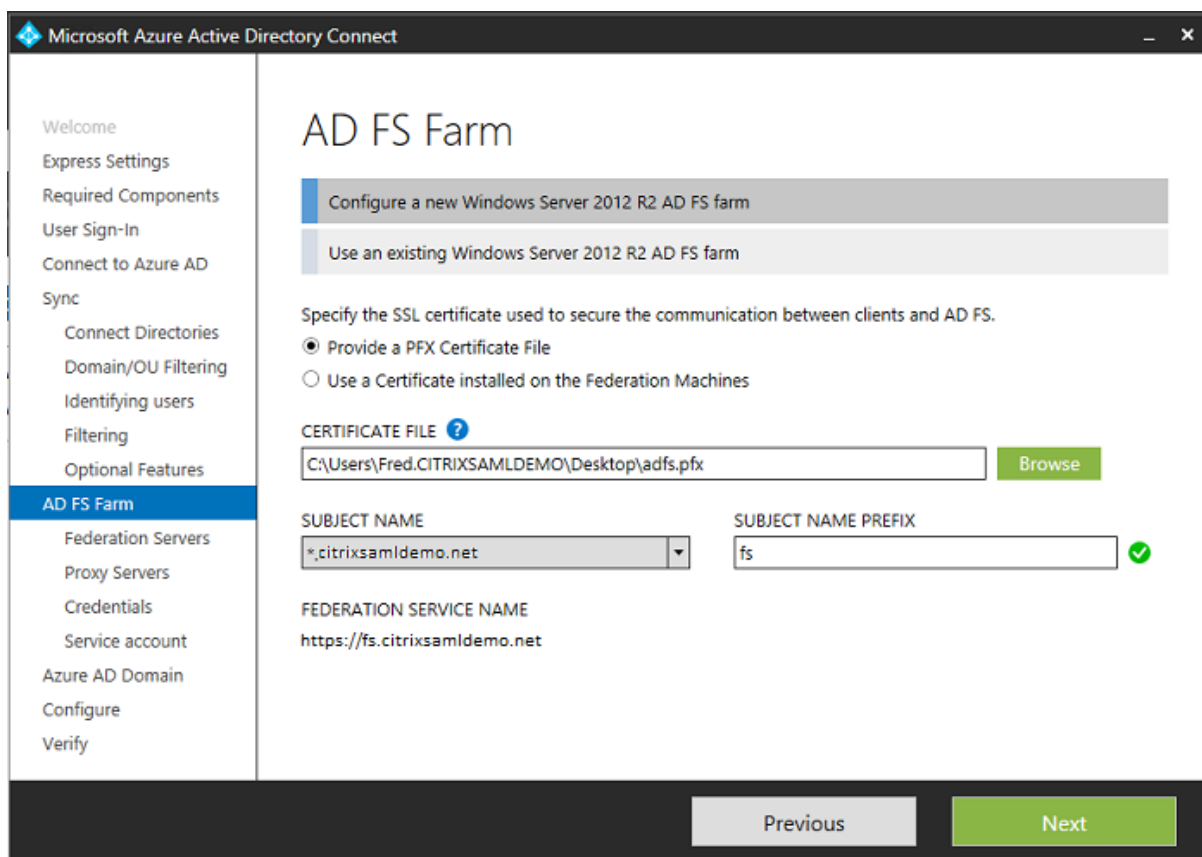 Microsoft Azure Active Directory Connect
Welcome
Express Settings
Required Components
User Sign-In
Connect to Azure AD
Sync
Connect Directories
Domain/OU Filtering
Identifying users
Filtering
Optional Features
AD FS Farm
Federation Servers
Proxy Servers
Credentials
Service account
Azure AD Domain
Configure
Verify
AD FS Farm
Configure a new Windows Server 2012 R2 AD FS farm
Use an existing Windows Server 2012 R2 AD FS farm
Specify the SSL certificate used to secure the communication between clients and AD FS.
Provide a PFX Certificate File
Use a Certificate installed on the Federation Machines
CERTIFICATE FILE ?
C:\Users\Fred.CITRIXSAMLDEMO\Desktop\adfs.pfx
Browse
SUBJECT NAME
*.citrixsamldemo.net
SUBJECT NAME PREFIX
fs
FEDERATION SERVICE NAME
https://fs.citrixsamldemo.net
Previous
Next